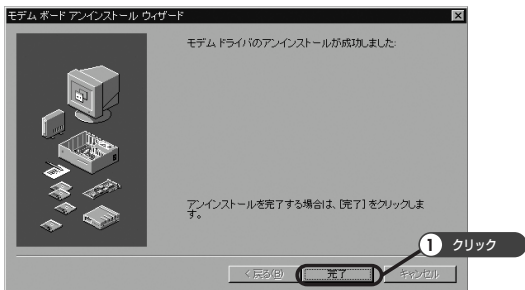 モデム ボード アンインストール ウィザード
モデム ドライバのアンインストールが成功しました:
アンインストールを完了する場合は、[完了] をクリックしま
す。
1 クリック
< 戻る(B)
完了
キャンセル